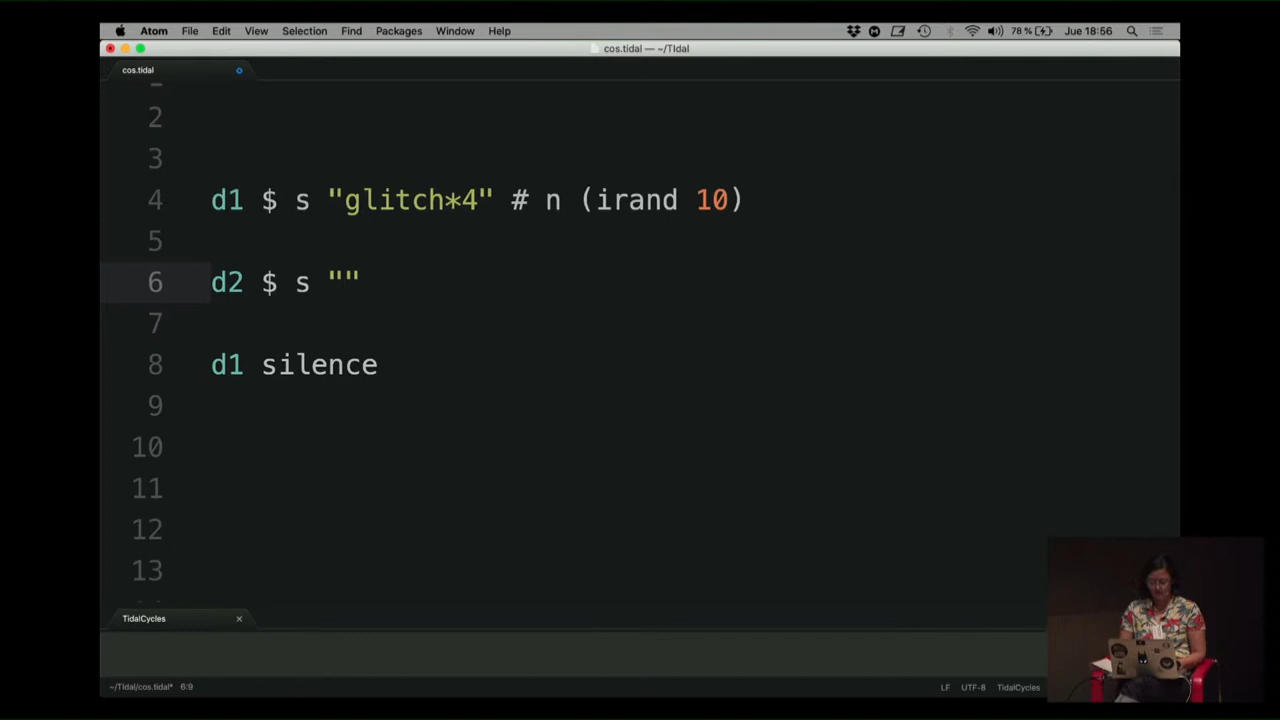 Atom File Edit View Selection Find Packages Window Help 78 % Jue 18:56
cos.tidal — ~/TIdal
cos.tidal
2
3
4 d1 $ s "glitch*4" # n (irand 10)
5
6 d2 $ s ""
7
8 d1 silence
9
10
11
12
13
TidalCycles
~/TIdal/cos.tidal* 6:9 LF UTF-8 TidalCycles